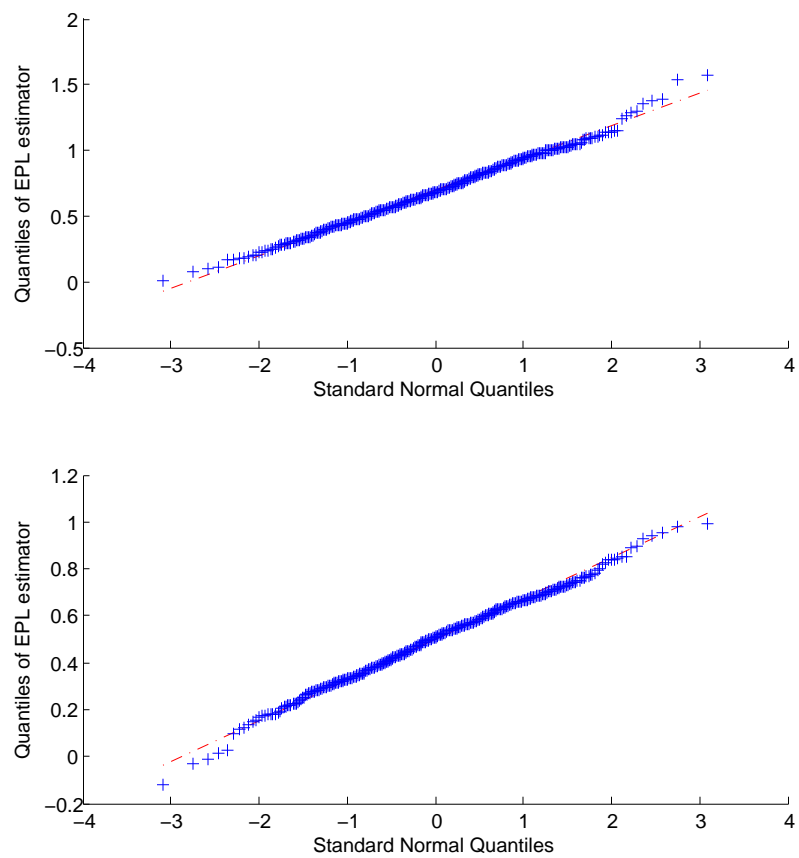 2
1.5
1
0.5
0
−0.5
Quantiles of EPL estimator
−4 −3 −2 −1 0 1 2 3 4
Standard Normal Quantiles
1.2
1
0.8
0.6
0.4
0.2
0
−0.2
Quantiles of EPL estimator
−4 −3 −2 −1 0 1 2 3 4
Standard Normal Quantiles